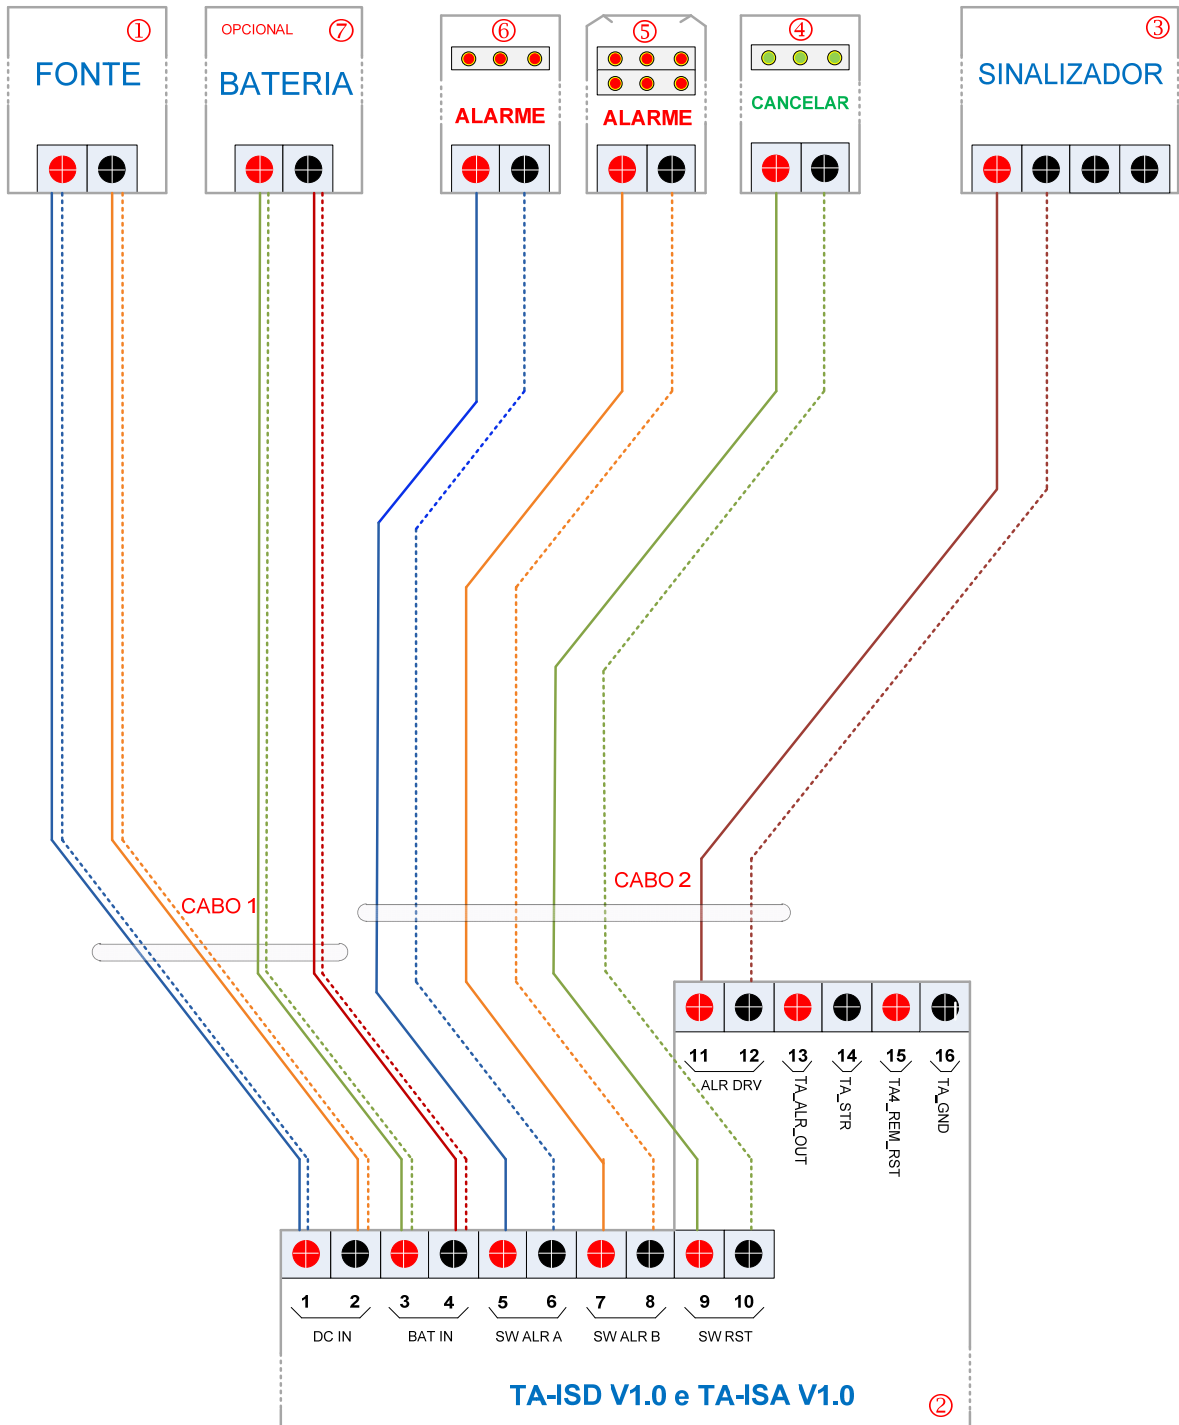 ①
FONTE
OPCIONAL ⑦
BATERIA
⑥
ALARME
⑤
ALARME
④
CANCELAR
③
SINALIZADOR
CABO 1
CABO 2
11 12 13 14 15 16
ALR DRV
TA_ALR_OUT
TA_STR
TA4_REM_RST
TA_GND
1 2 3 4 5 6 7 8 9 10
DC IN BAT IN SW ALR A SW ALR B SW RST
TA-ISD V1.0 e TA-ISA V1.0
②